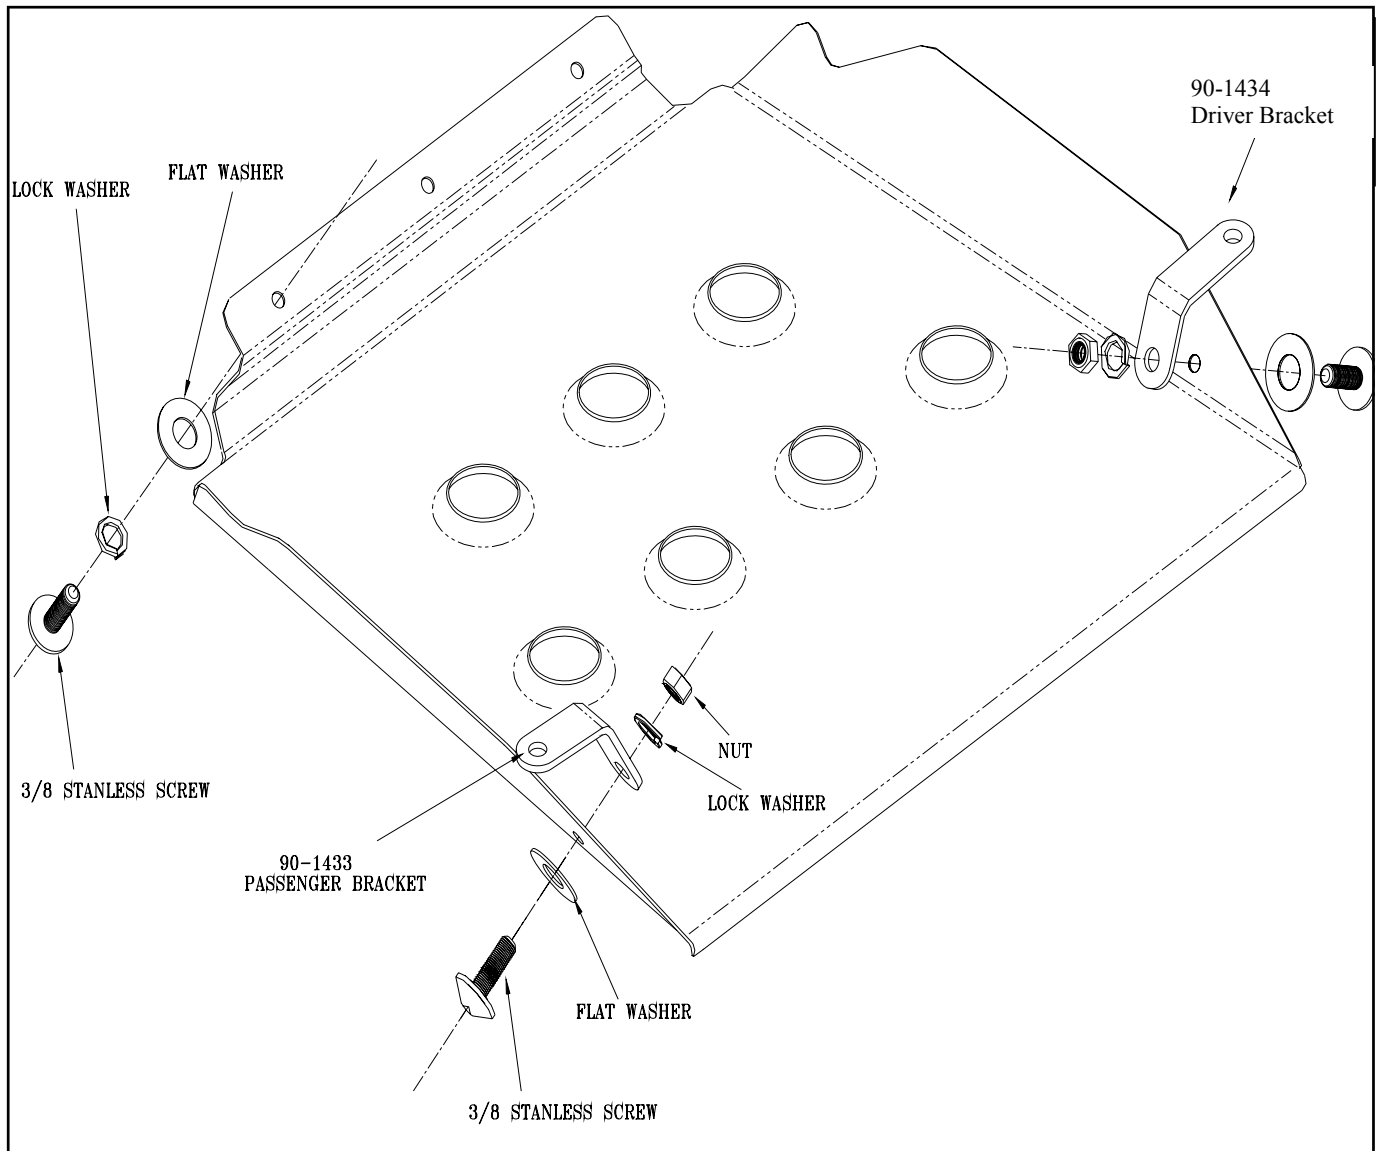 90-1434
Driver Bracket
FLAT WASHER
LOCK WASHER
NUT
LOCK WASHER
3/8 STANLESS SCREW
90-1433
PASSENGER BRACKET
FLAT WASHER
3/8 STANLESS SCREW